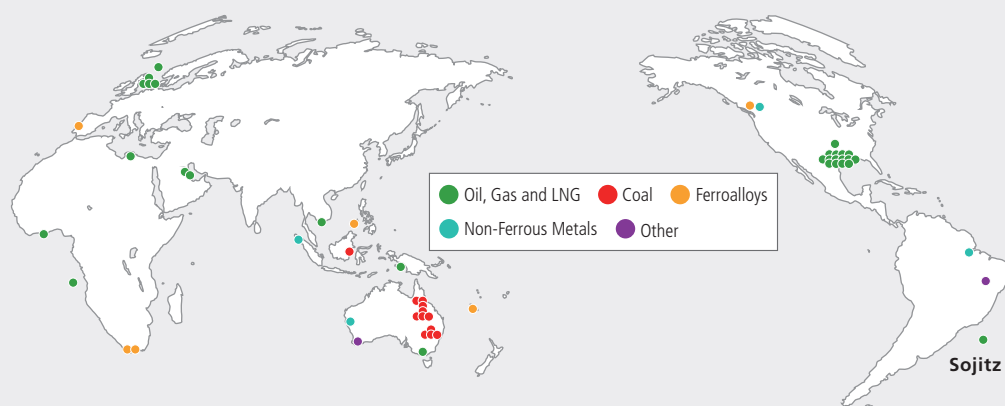 Oil, Gas and LNG Coal Ferroalloys
Non-Ferrous Metals Other
Sojitz